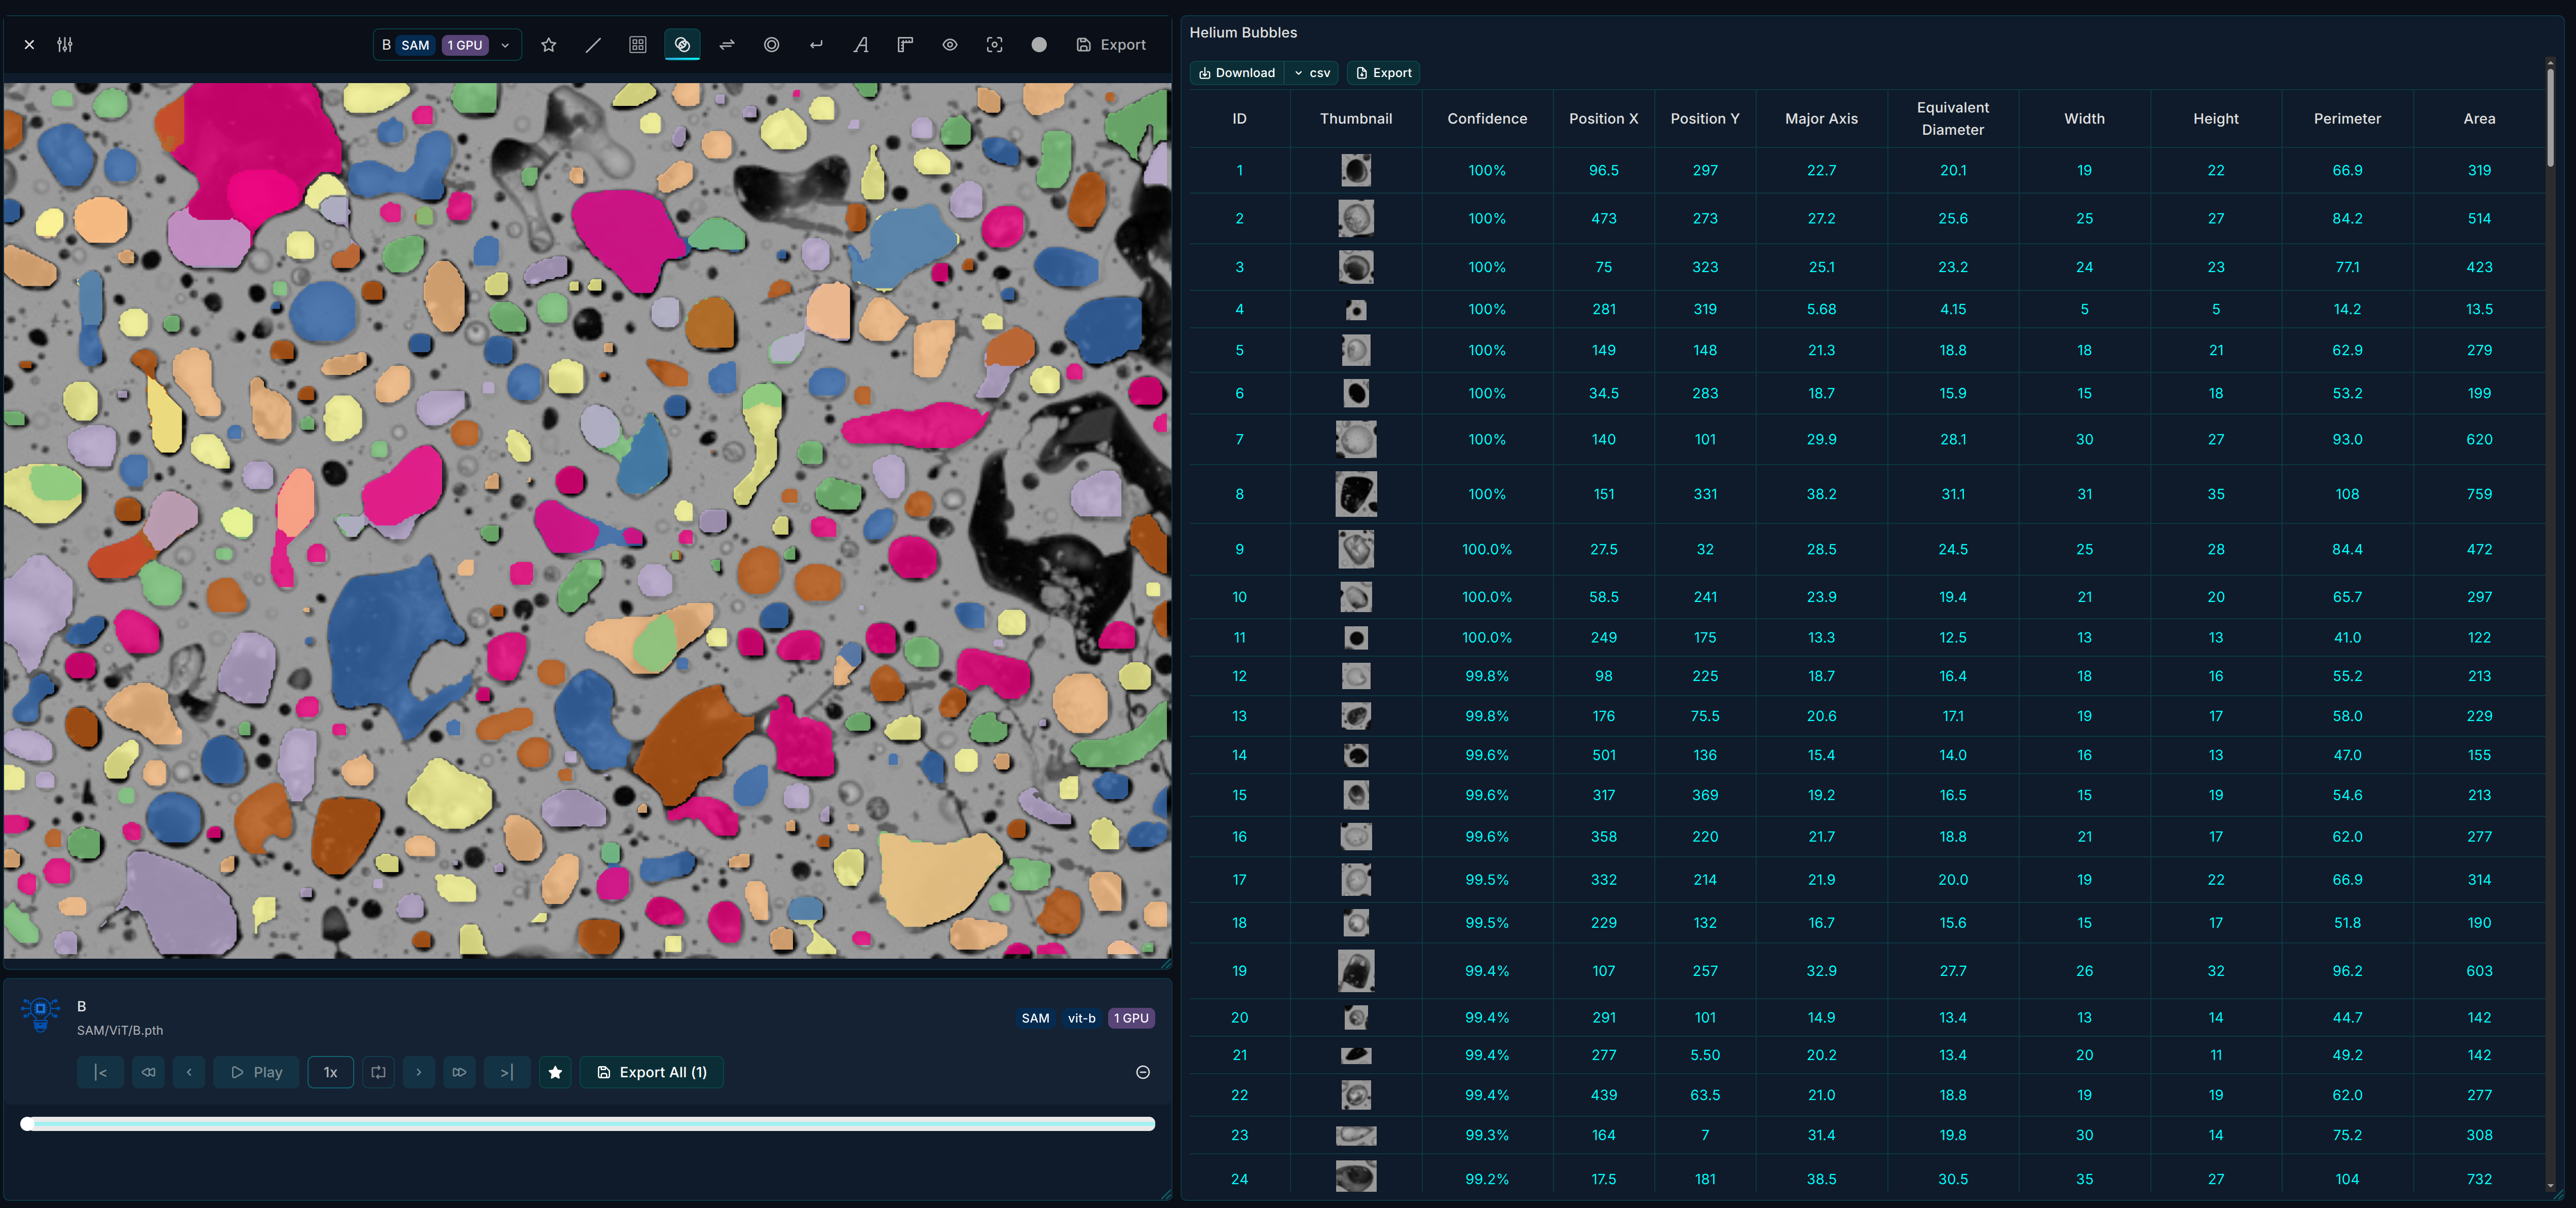 B SAM 1 GPU Export
B
SAM/ViT/B.pth
SAM vit-b 1 GPU
Play 1x Export All (1)
Helium Bubbles
Download csv Export
ID Thumbnail Confidence Position X Position Y Major Axis Equivalent Diameter Width Height Perimeter Area
1 100% 96.5 297 22.7 20.1 19 22 66.9 319
2 100% 473 273 27.2 25.6 25 27 84.2 514
3 100% 75 323 25.1 23.2 24 23 77.1 423
4 100% 281 319 5.68 4.15 5 5 14.2 13.5
5 100% 149 148 21.3 18.8 18 21 62.9 279
6 100% 34.5 283 18.7 15.9 15 18 53.2 199
7 100% 140 101 29.9 28.1 30 27 93.0 620
8 100% 151 331 38.2 31.1 31 35 108 759
9 100.0% 27.5 32 28.5 24.5 25 28 84.4 472
10 100.0% 58.5 241 23.9 19.4 21 20 65.7 297
11 100.0% 249 175 13.3 12.5 13 13 41.0 122
12 99.8% 98 225 18.7 16.4 18 16 55.2 213
13 99.8% 176 75.5 20.6 17.1 19 17 58.0 229
14 99.6% 501 136 15.4 14.0 16 13 47.0 155
15 99.6% 317 369 19.2 16.5 15 19 54.6 213
16 99.6% 358 220 21.7 18.8 21 17 62.0 277
17 99.5% 332 214 21.9 20.0 19 22 66.9 314
18 99.5% 229 132 16.7 15.6 15 17 51.8 190
19 99.4% 107 257 32.9 27.7 26 32 96.2 603
20 99.4% 291 101 14.9 13.4 13 14 44.7 142
21 99.4% 277 5.50 20.2 13.4 20 11 49.2 142
22 99.4% 439 63.5 21.0 18.8 19 19 62.0 277
23 99.3% 164 7 31.4 19.8 30 14 75.2 308
24 99.2% 17.5 181 38.5 30.5 35 27 104 732